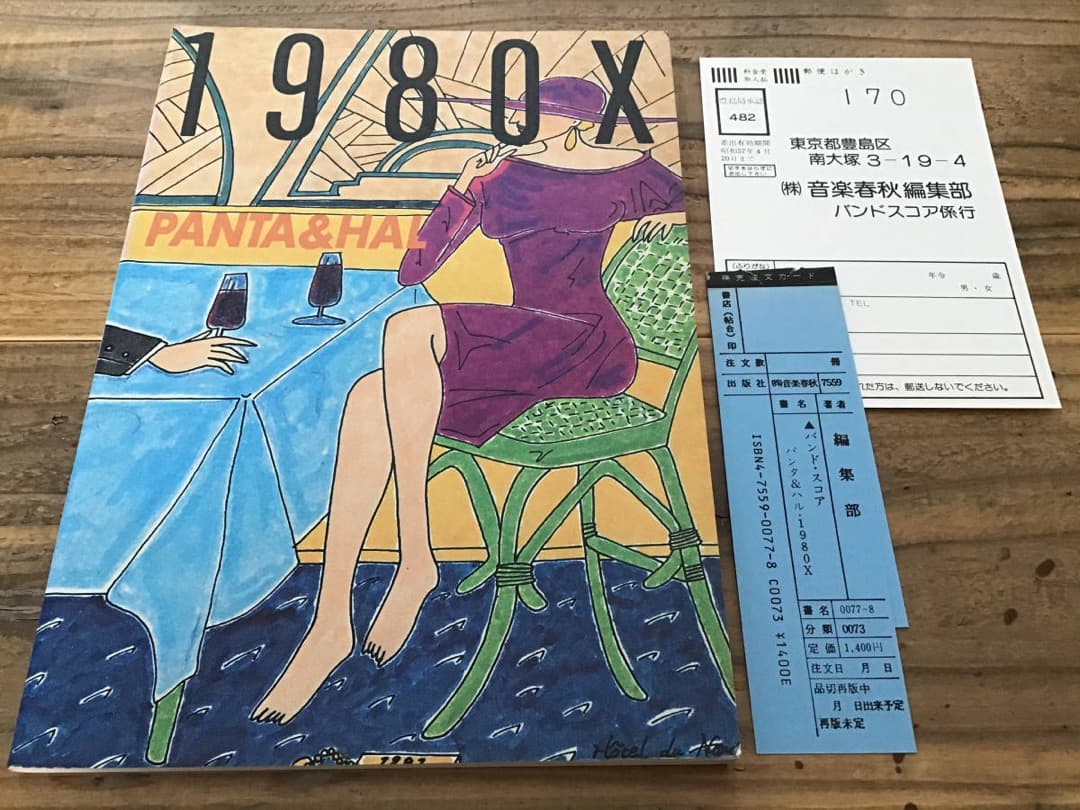 1980X
PANTA&HAL
Hôtel du
1981
料金受
取人払
郵便はがき
170
豊島局承認
482
差出有効期間
昭和57年4月
20日まで
東京都豊島区
南大塚3-19-4
㈱音楽春秋編集部
バンドスコア係行
(ふりがな)
年令 歳
男・女
TEL
れた方は、郵送しないでください。
注文カード
書店(帖合)印
注文数 冊
出版社 ㈱音楽春秋 7559
書名
▲バンド・スコア
パンタ&ハル・1980X
著者
編集部
ISBN4-7559-0077-8 C0073 ¥1400E
書名 0077-8
分類 0073
定価 1,400円
注文日 月 日
品切再版中
月 日出来予定
再版未定